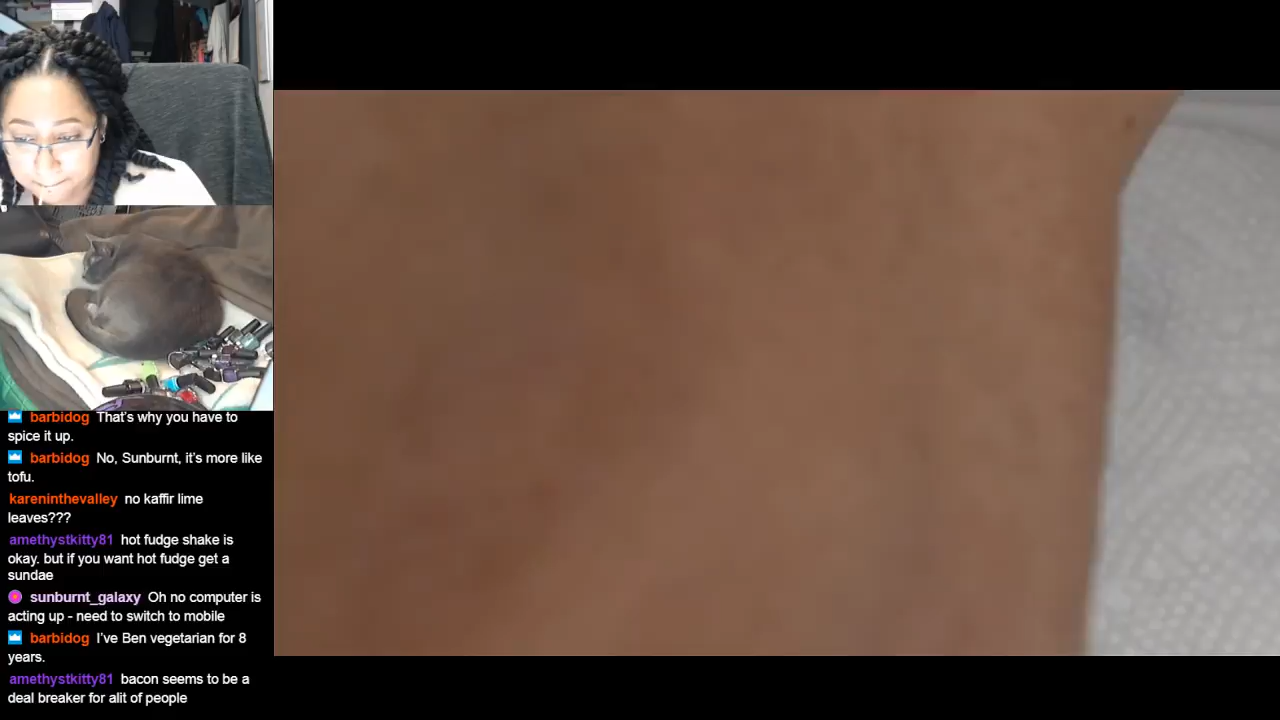 barbidog That's why you have to
spice it up.
barbidog No, Sunburnt, it's more like
tofu.
kareninthevalley no kaffir lime
leaves???
amethystkitty81 hot fudge shake is
okay. but if you want hot fudge get a
sundae
sunburnt_galaxy Oh no computer is
acting up - need to switch to mobile
barbidog I've Ben vegetarian for 8
years.
amethystkitty81 bacon seems to be a
deal breaker for alit of people